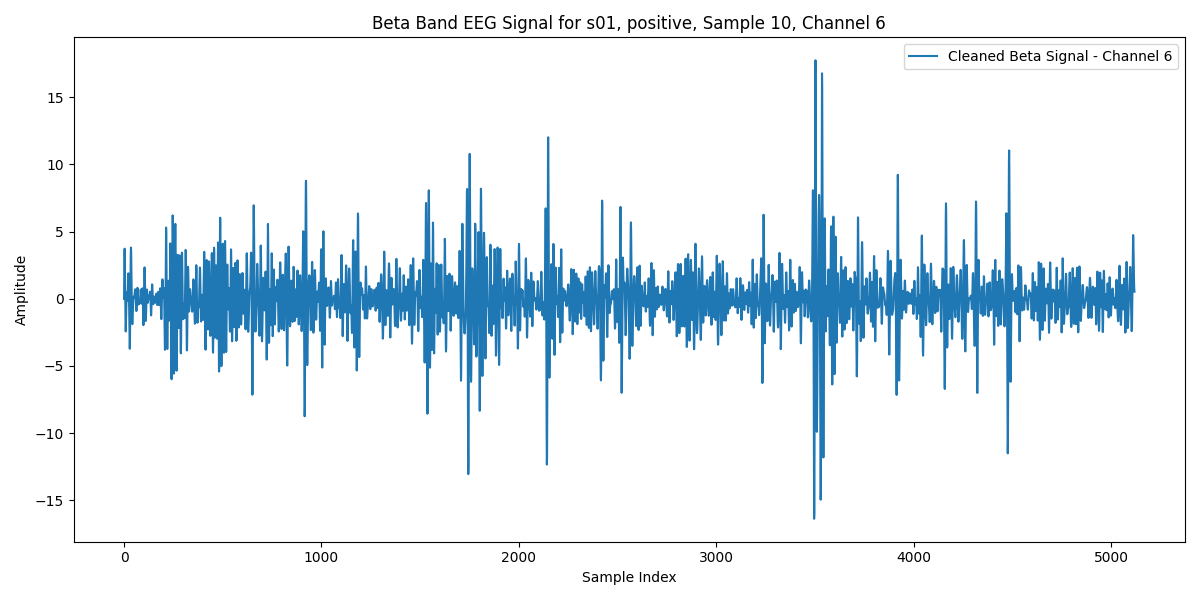 Beta Band EEG Signal for s01, positive, Sample 10, Channel 6
Cleaned Beta Signal - Channel 6
Amplitude
15
10
5
0
−5
−10
−15
0 1000 2000 3000 4000 5000
Sample Index